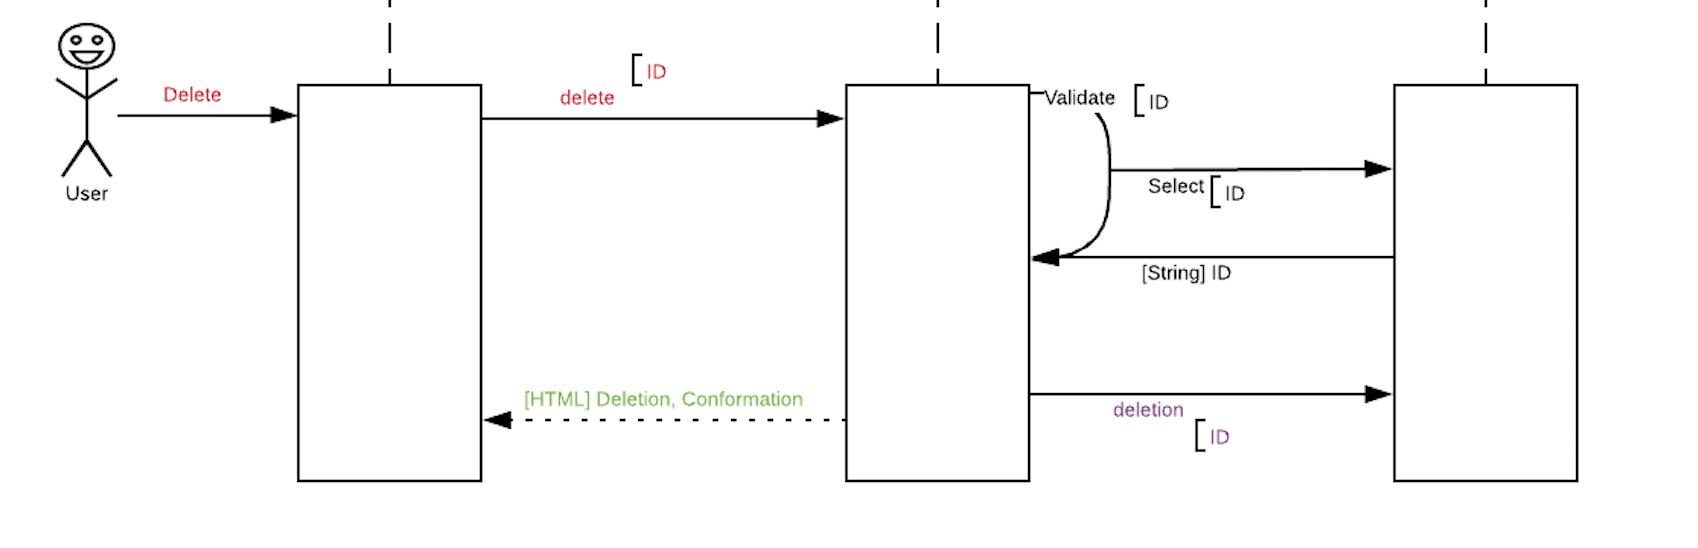 Delete
User
ID
delete
Validate
ID
Select
ID
[String] ID
[HTML] Deletion, Conformation
deletion
ID